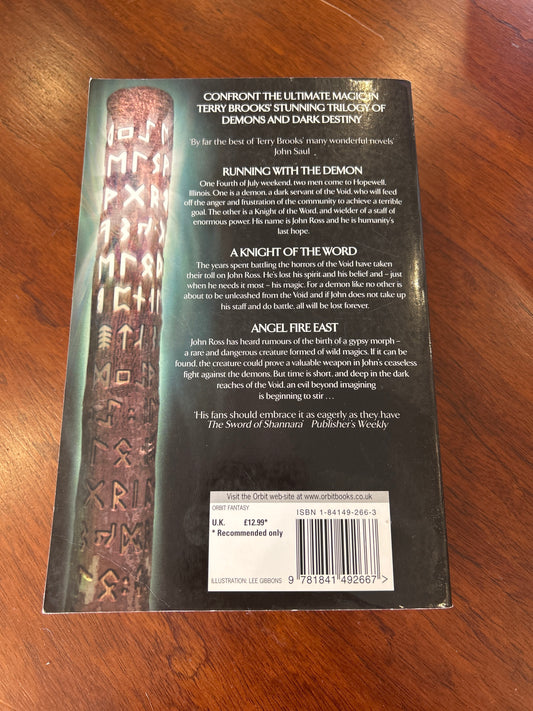 CONFRONT THE ULTIMATE MAGIC IN
TERRY BROOKS' STUNNING TRILOGY OF
DEMONS AND DARK DESTINY
'By far the best of Terry Brooks' many wonderful novels'
John Saul
RUNNING WITH THE DEMON
One Fourth of July weekend, two men come to Hopewell,
Illinois. One is a demon, a dark servant of the Void, who will feed
off the anger and frustration of the community to achieve a terrible
goal. The other is a Knight of the Word, and wielder of a staff of
enormous power. His name is John Ross and he is humanity's
last hope.
A KNIGHT OF THE WORD
The years spent battling the horrors of the Void have taken
their toll on John Ross. He's lost his spirit and his belief and – just
when he needs it most – his magic. For a demon like no other is
about to be unleashed from the Void and if John does not take up
his staff and do battle, all will be lost forever.
ANGEL FIRE EAST
John Ross has heard rumours of the birth of a gypsy morph –
a rare and dangerous creature formed of wild magics. If it can be
found, the creature could prove a valuable weapon in John's ceaseless
fight against the demons. But time is short, and deep in the dark
reaches of the Void, an evil beyond imagining
is beginning to stir ...
'His fans should embrace it as eagerly as they have
The Sword of Shannara' Publisher's Weekly
Visit the Orbit web-site at www.orbitbooks.co.uk
ORBIT FANTASY
U.K. £12.99*
* Recommended only
ISBN 1-84149-266-3
ILLUSTRATION: LEE GIBBONS
9 781841 492667 >